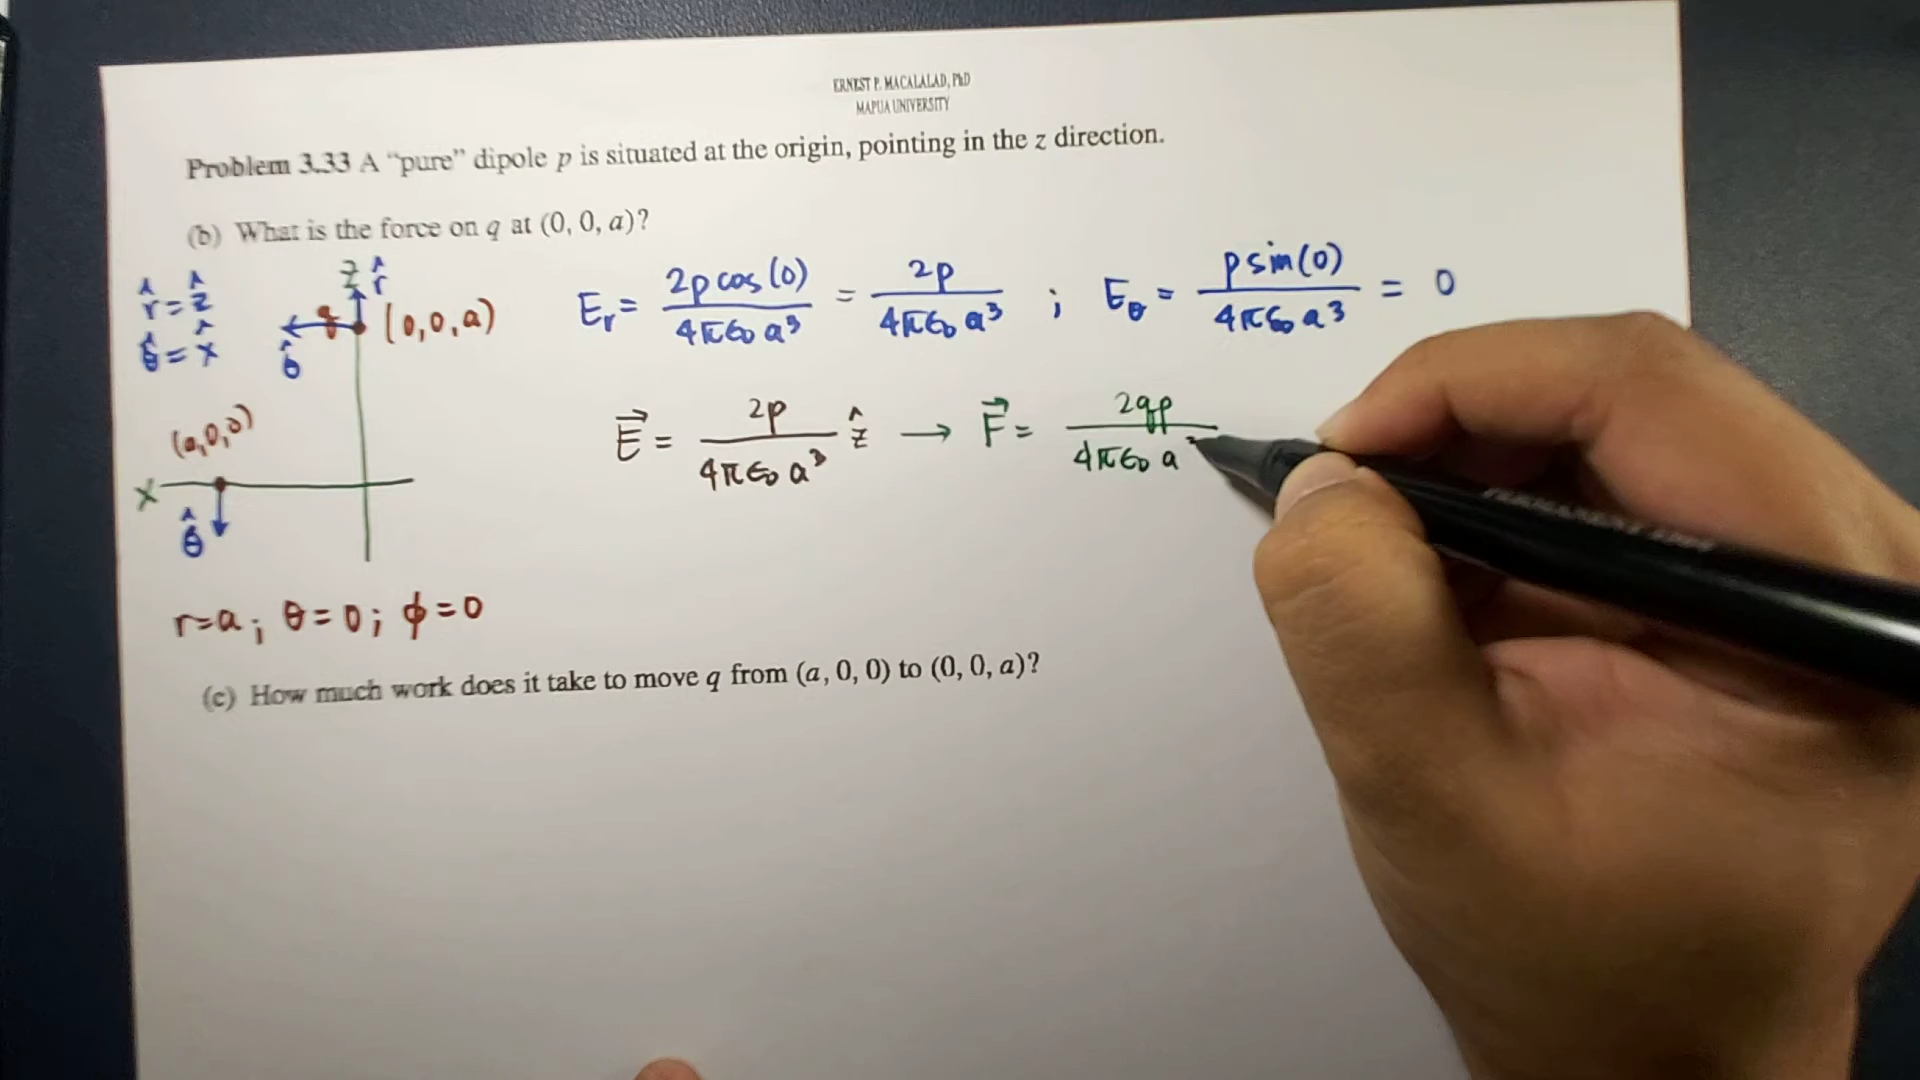 ERNEST P. MACALALAD, PhD
MAPUA UNIVERSITY
Problem 3.33 A “pure” dipole p is situated at the origin, pointing in the z direction.
(b) What is the force on q at (0, 0, a)?
r̂ = ẑ
θ̂ = x̂
z r̂
q (0,0,a)
θ̂
(a,0,0)
x
θ̂
r=a; θ=0; ϕ=0
Er = 2p cos(0) / 4πϵ0 a³ = 2p / 4πϵ0 a³ ; Eθ = p sin(0) / 4πϵ0 a³ = 0
E⃗ = 2p / 4πϵ0 a³ ẑ → F⃗ = 2qp / 4πϵ0 a
(c) How much work does it take to move q from (a, 0, 0) to (0, 0, a)?